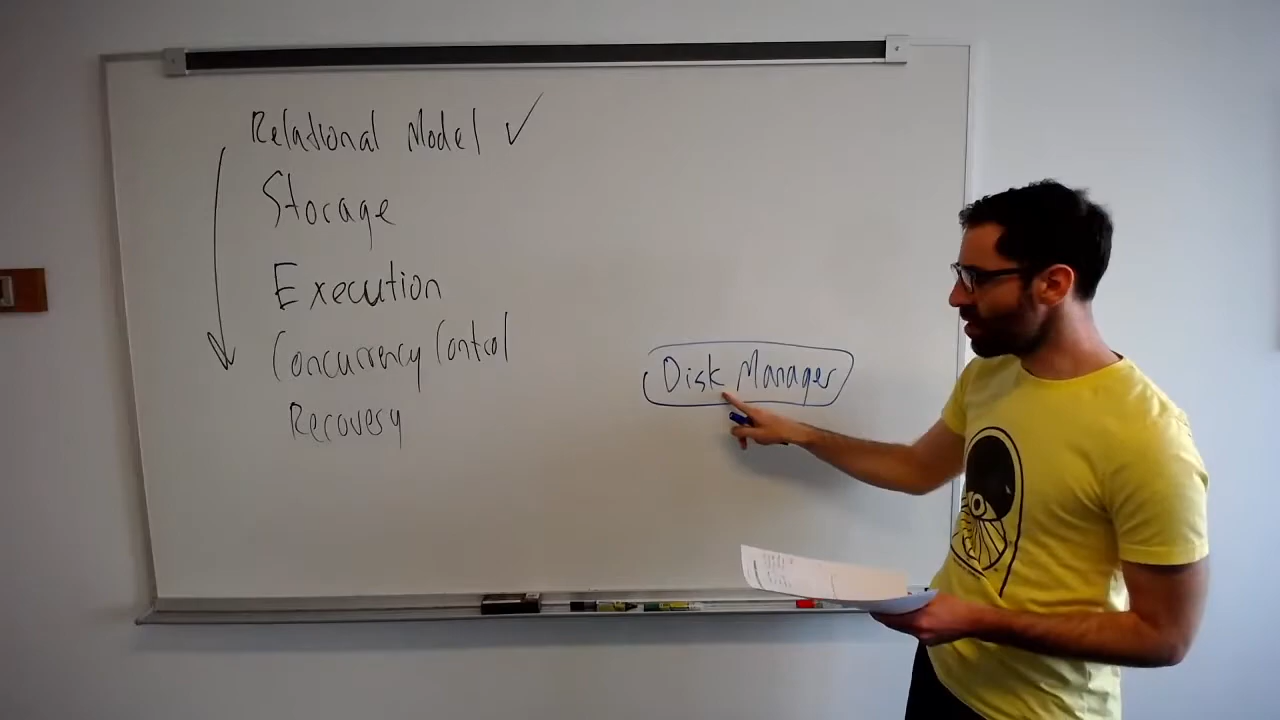 Relational Model ✓
Storage
Execution
Concurrency Control
Recovery
Disk Manager